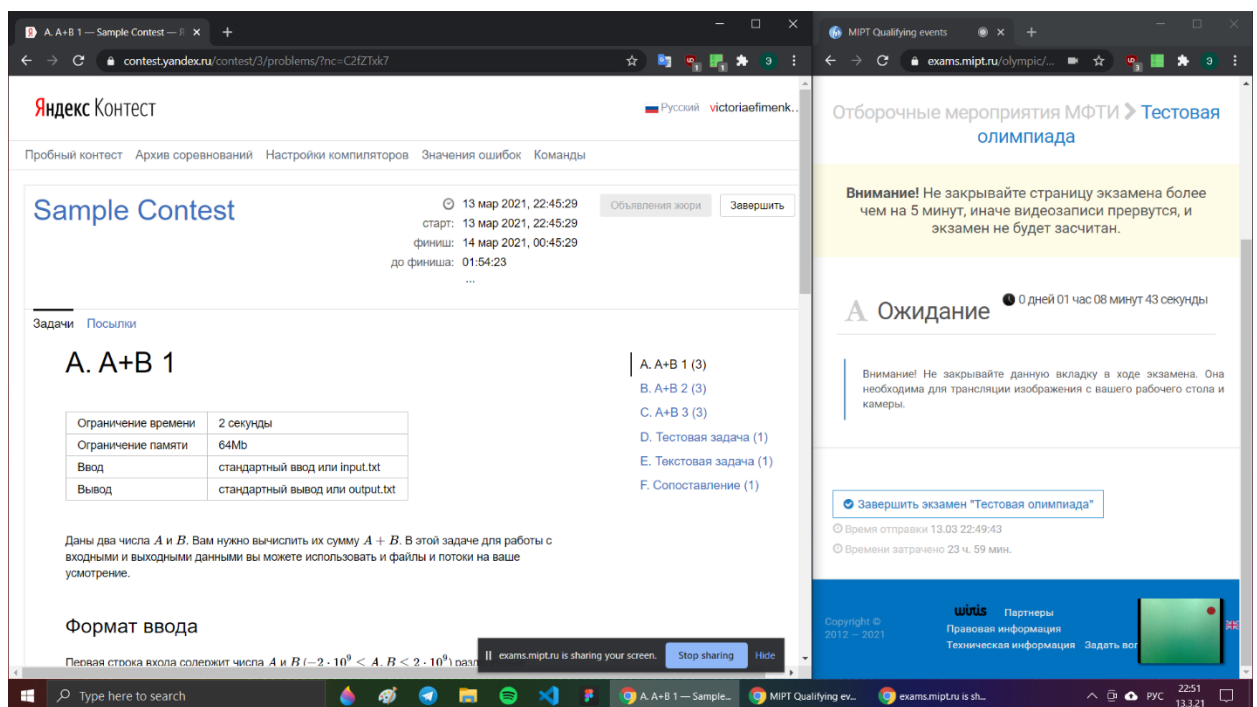 A. A+B 1 — Sample Contest — Я
contest.yandex.ru/contest/3/problems/?nc=C2fZTxk7
Яндекс Контест
Русский victoriaefimenk..
Пробный контест Архив соревнований Настройки компиляторов Значения ошибок Команды
Sample Contest
13 мар 2021, 22:45:29
старт: 13 мар 2021, 22:45:29
финиш: 14 мар 2021, 00:45:29
до финиша: 01:54:23
...
Объявления жюри Завершить
Задачи Посылки
A. A+B 1
Ограничение времени 2 секунды
Ограничение памяти 64Mb
Ввод стандартный ввод или input.txt
Вывод стандартный вывод или output.txt
Даны два числа A и B. Вам нужно вычислить их сумму A + B. В этой задаче для работы с
входными и выходными данными вы можете использовать и файлы и потоки на ваше
усмотрение.
Формат ввода
Первая строка входа содержит числа A и B (−2 · 10⁹ < A, B < 2 · 10⁹)
A. A+B 1 (3)
B. A+B 2 (3)
C. A+B 3 (3)
D. Тестовая задача (1)
E. Текстовая задача (1)
F. Сопоставление (1)
exams.mipt.ru is sharing your screen. Stop sharing Hide
MIPT Qualifying events
exams.mipt.ru/olympic/...
Отборочные мероприятия МФТИ > Тестовая
олимпиада
Внимание! Не закрывайте страницу экзамена более
чем на 5 минут, иначе видеозаписи прервутся, и
экзамен не будет засчитан.
A Ожидание 0 дней 01 час 08 минут 43 секунды
Внимание! Не закрывайте данную вкладку в ходе экзамена. Она
необходима для трансляции изображения с вашего рабочего стола и
камеры.
Завершить экзамен "Тестовая олимпиада"
Время отправки 13.03 22:49:43
Времени затрачено 23 ч. 59 мин.
Copyright ©
2012 — 2021
winis Партнеры
Правовая информация
Техническая информация Задать
Type here to search
A. A+B 1 — Sample...
MIPT Qualifying ev...
exams.mipt.ru is sh...
РУС
22:51
13.3.21